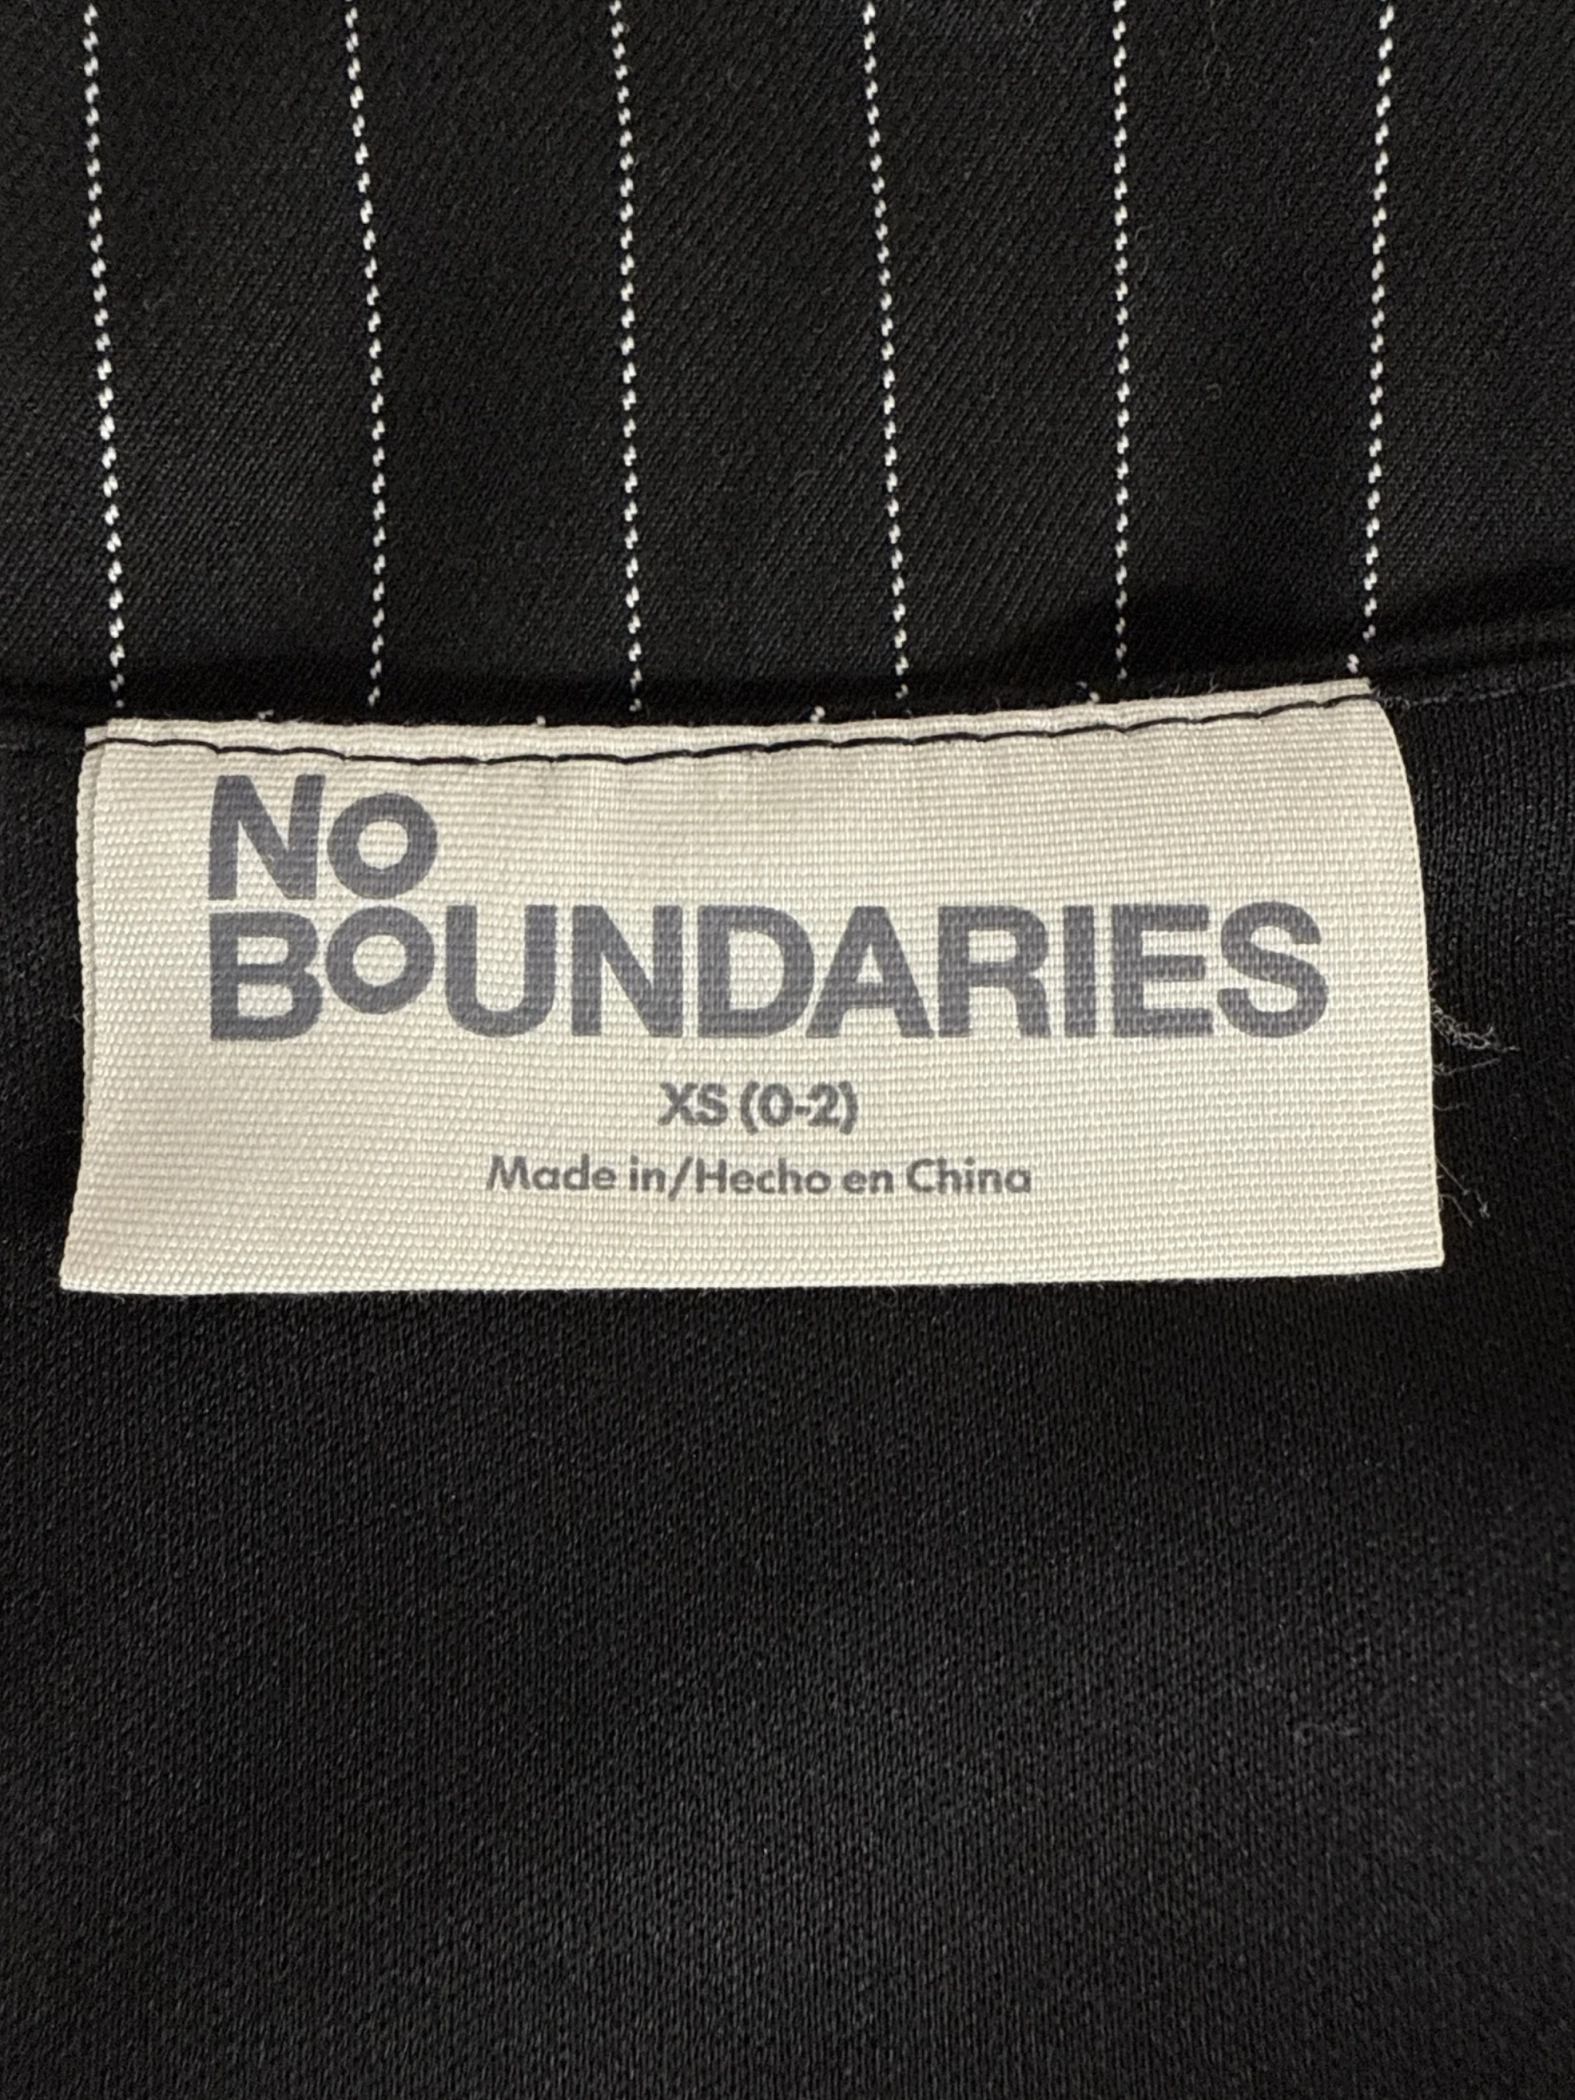 No
BoUNDARIES
XS (0-2)
Made in/Hecho en China